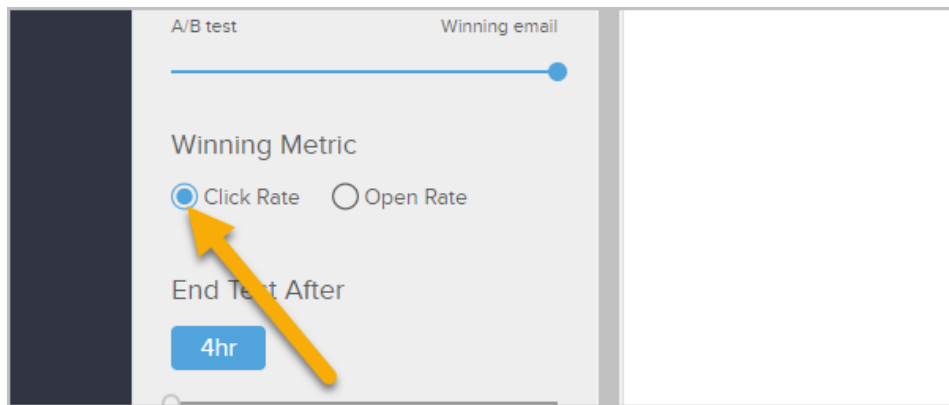 A/B test Winning email
Winning Metric
Click Rate Open Rate
End Test After
4hr